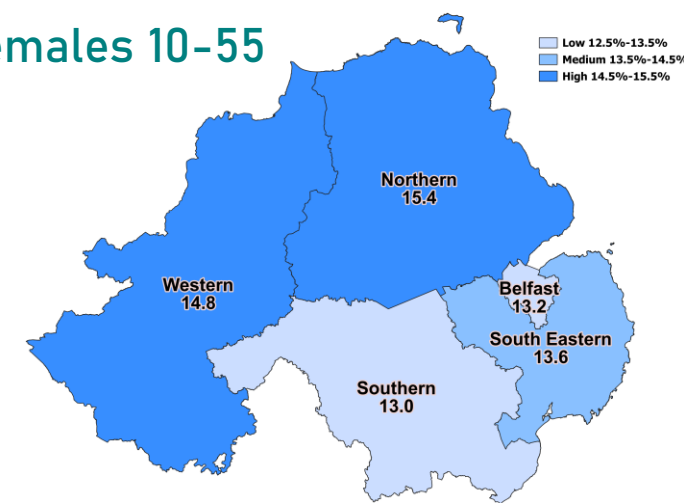 emales 10-55
Low 12.5%-13.5%
Medium 13.5%-14.5%
High 14.5%-15.5%
Northern
15.4
Western
14.8
Belfast
13.2
South Eastern
13.6
Southern
13.0